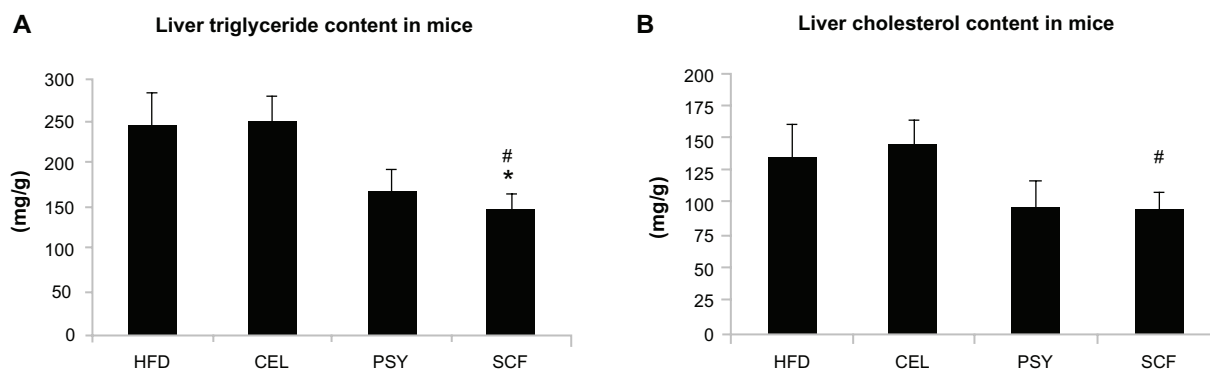 A
Liver triglyceride content in mice
(mg/g)
300
250
200
150
100
50
0
#
*
HFD CEL PSY SCF
B
Liver cholesterol content in mice
(mg/g)
200
175
150
125
100
75
50
25
0
#
HFD CEL PSY SCF